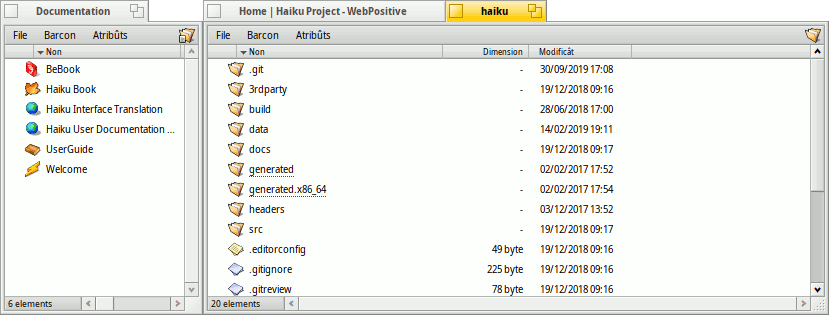 Documentation
File Barcon Atribûts
Non
BeBook
Haiku Book
Haiku Interface Translation
Haiku User Documentation ...
UserGuide
Welcome
6 elements
Home | Haiku Project - WebPositive
haiku
File Barcon Atribûts
Non Dimension Modificât
.git - 30/09/2019 17:08
3rdparty - 19/12/2018 09:16
build - 28/06/2018 17:00
data - 14/02/2019 19:11
docs - 19/12/2018 09:17
generated - 02/02/2017 17:52
generated.x86_64 - 02/02/2017 17:54
headers - 03/12/2017 13:52
src - 19/12/2018 09:17
.editorconfig 49 byte 19/12/2018 09:16
.gitignore 225 byte 19/12/2018 09:16
.gitreview 78 byte 19/12/2018 09:16
20 elements